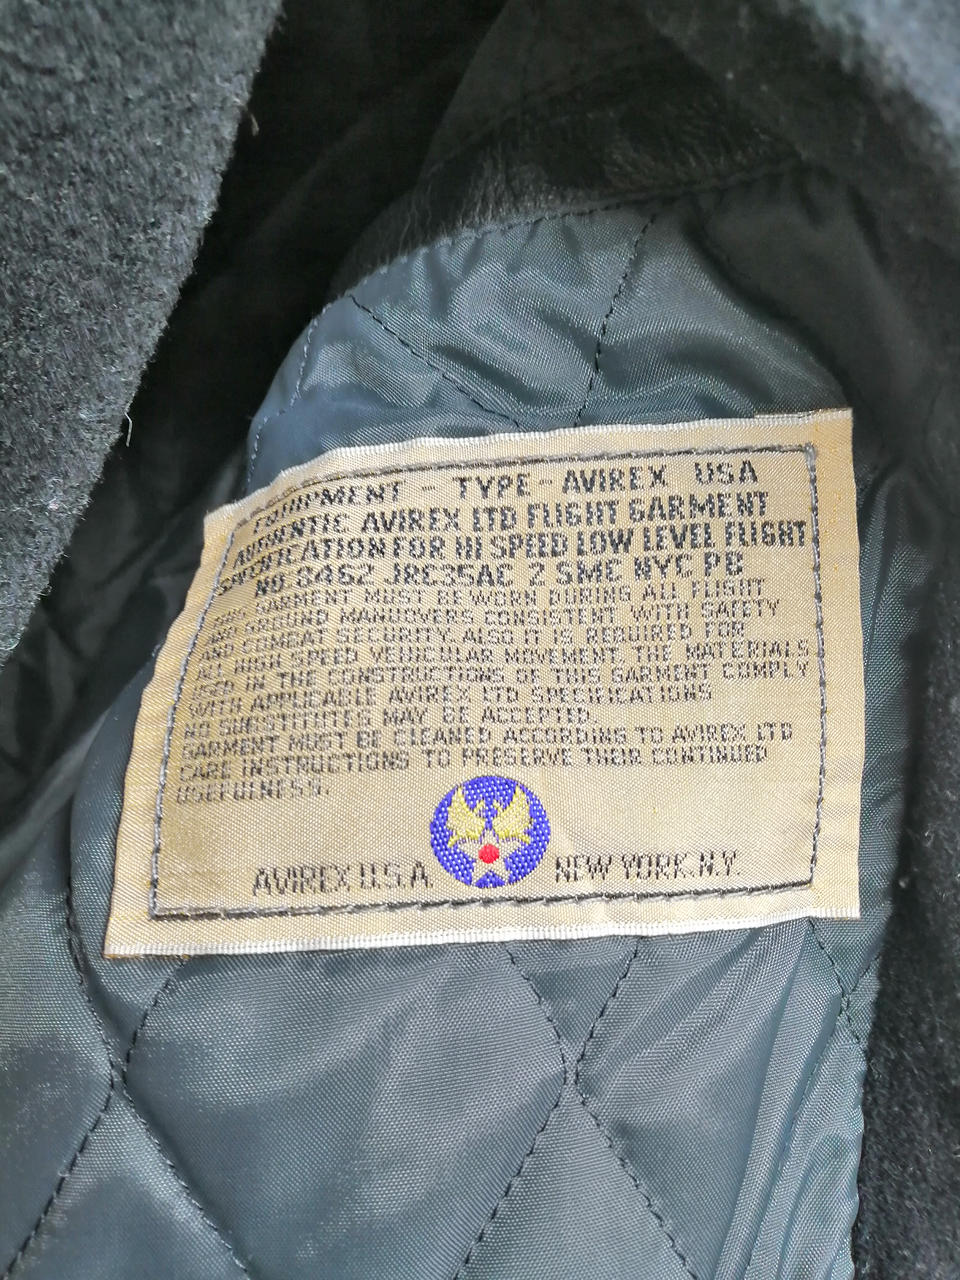 EQUIPMENT - TYPE - AVIREX USA
AUTHENTIC AVIREX LTD FLIGHT GARMENT
SPECIFICATION FOR HI SPEED LOW LEVEL FLIGHT
NO. 8462 JRC35AC 2 SMC NYC PB
THIS GARMENT MUST BE WORN DURING ALL FLIGHT
AND GROUND MANUOVERS CONSISTENT WITH SAFETY
AND COMBAT SECURITY. ALSO IT IS REQUIRED FOR
ALL HIGH SPEED VEHICULAR MOVEMENT. THE MATERIALS
USED IN THE CONSTRUCTIONS OF THIS GARMENT COMPLY
WITH APPLICABLE AVIREX LTD SPECIFICATIONS
NO SUBSTITUTES MAY BE ACCEPTED.
GARMENT MUST BE CLEANED ACCORDING TO AVIREX LTD
CARE INSTRUCTIONS TO PRESERVE THER CONTINUED
USEFULNESS.
AVIREX U.S.A. NEW YORK. N.Y.